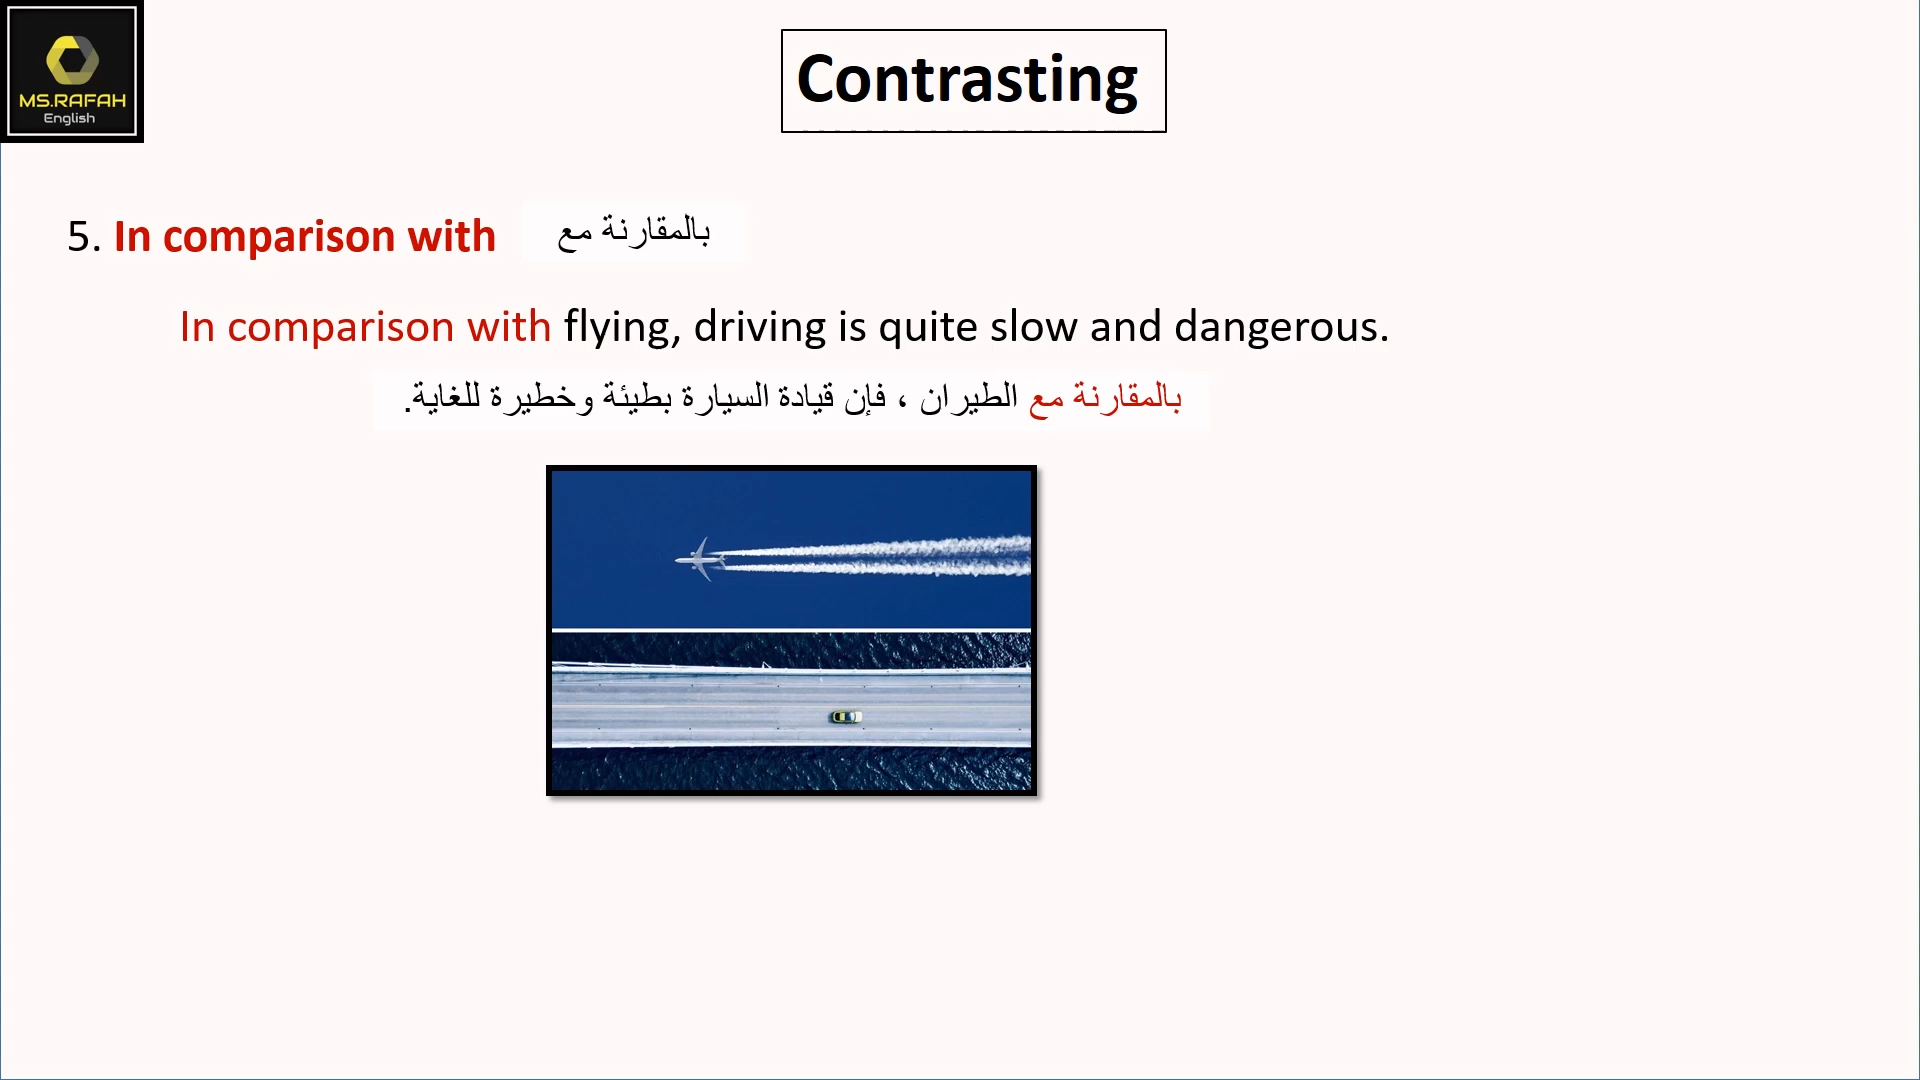 MS.RAFAH
English
Contrasting
5. In comparison with بالمقارنة مع
In comparison with flying, driving is quite slow and dangerous.
بالمقارنة مع الطيران ، فإن قيادة السيارة بطيئة وخطيرة للغاية.